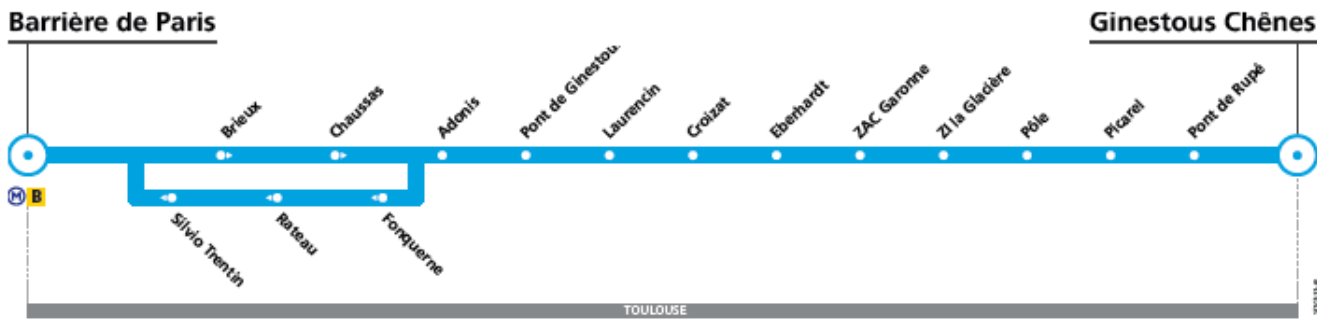 Barrière de Paris
Ginestous Chênes
Brieux
Chaussas
Adonis
Pont de Ginestou
Laurencin
Croizat
Eberhardt
ZAC Garonne
ZI la Glacière
Pôle
Picarel
Pont de Rupé
M B
Silvio Trentin
Rateau
Fonquerne
TOULOUSE